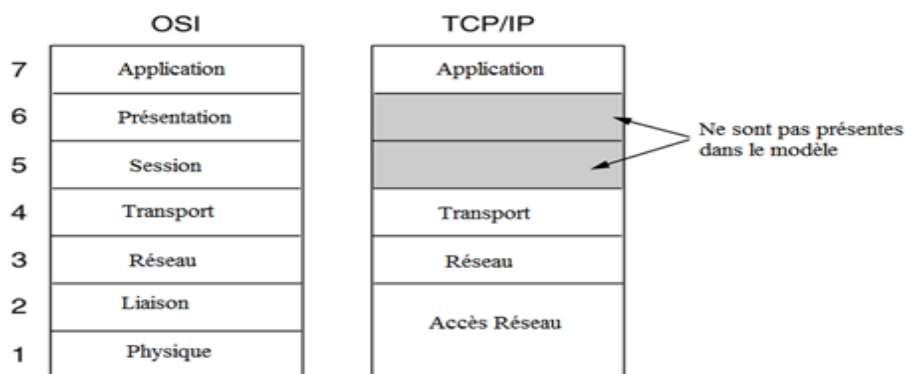 OSI
TCP/IP
7
Application
Application
6
Présentation
Ne sont pas présentes
dans le modèle
5
Session
4
Transport
Transport
3
Réseau
Réseau
2
Liaison
Accès Réseau
1
Physique